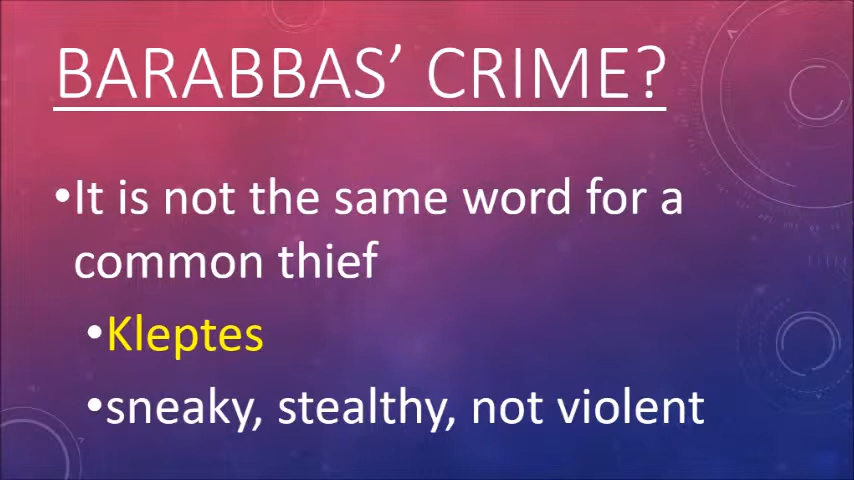 BARABBAS’ CRIME?
•It is not the same word for a
common thief
•Kleptes
•sneaky, stealthy, not violent